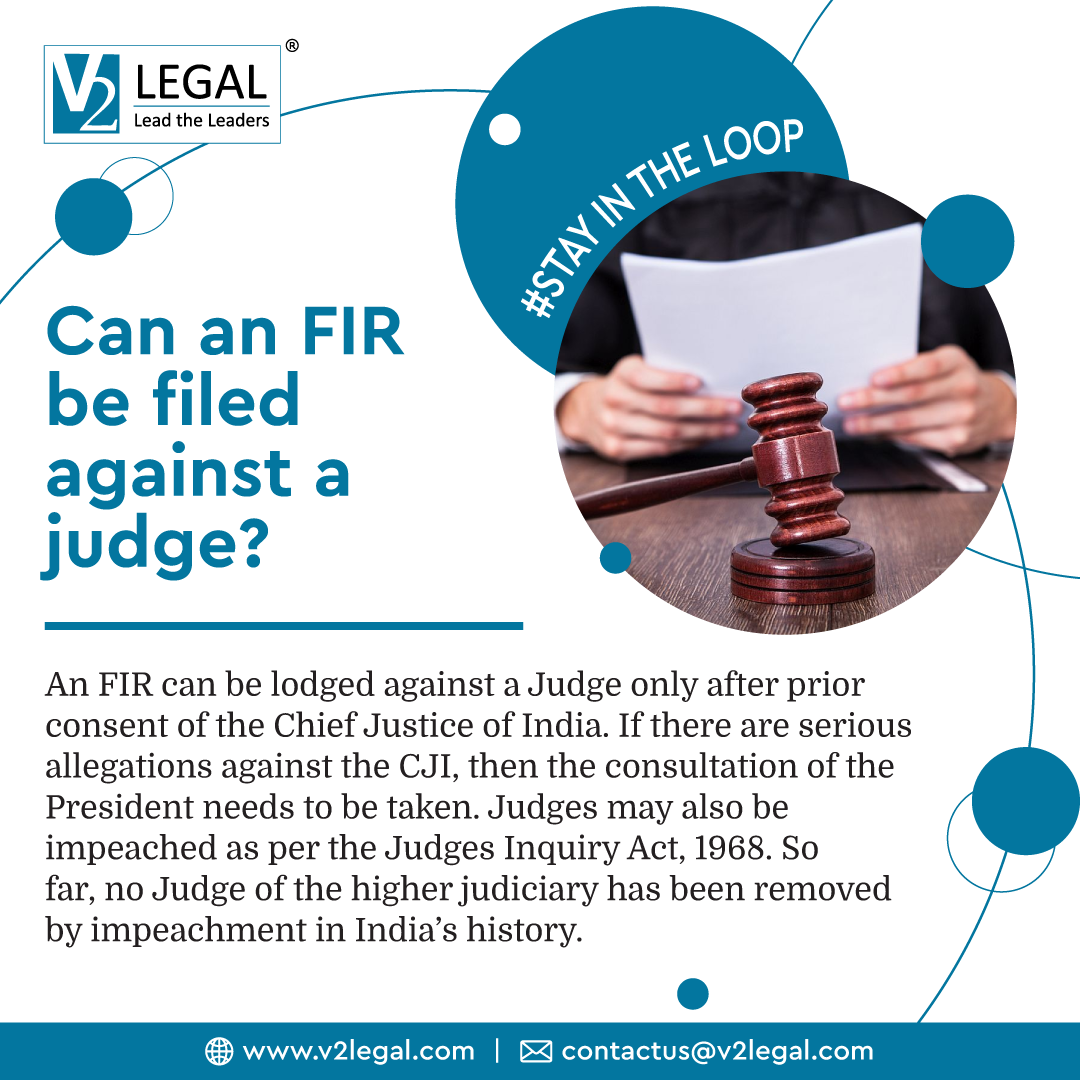 V2 LEGAL ®
Lead the Leaders
#STAY IN THE LOOP
Can an FIR
be filed
against a
judge?
An FIR can be lodged against a Judge only after prior
consent of the Chief Justice of India. If there are serious
allegations against the CJI, then the consultation of the
President needs to be taken. Judges may also be
impeached as per the Judges Inquiry Act, 1968. So
far, no Judge of the higher judiciary has been removed
by impeachment in India’s history.
www.v2legal.com | contactus@v2legal.com